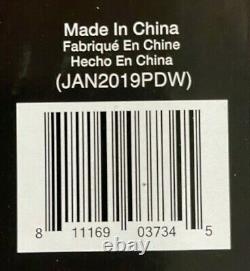 Made In China
Fabriqué En Chine
Hecho En China
(JAN2019PDW)
8 11169 03734 5